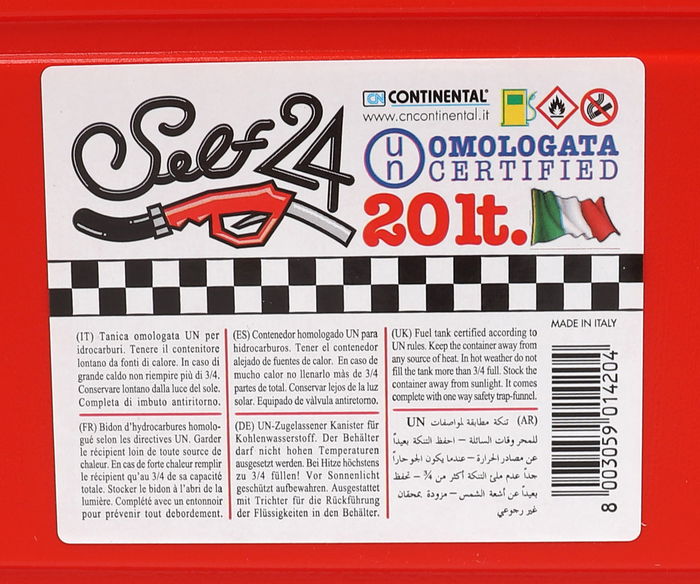 Self 24
CN CONTINENTAL®
www.cncontinental.it
un OMOLOGATA
CERTIFIED
20 lt.
MADE IN ITALY
(IT) Tanica omologata UN per
idrocarburi. Tenere il contenitore
lontano da fonti di calore. In caso di
grande caldo non riempire più di 3/4.
Conservare lontano dalla luce del sole.
Completa di imbuto antiritorno.
(ES) Contenedor homologado UN para
hidrocarburos. Tener el contenedor
alejado de fuentes de calor. En caso de
mucho calor no llenarlo màs de 3/4
partes de total. Conservar lejos de la luz
solar. Equipado de vàlvula antiretorno.
(UK) Fuel tank certified according to
UN rules. Keep the container away from
any source of heat. In hot weather do not
fill the tank more than 3/4 full. Stock the
container away from sunlight. It comes
complete with one way safety trap-funnel.
(FR) Bidon d'hydrocarbures homolo-
gué selon les directives UN. Garder
le récipient loin de toute source de
chaleur. En cas de forte chaleur remplir
le récipient qu'au 3/4 de sa capacité
totale. Stocker le bidon à l'abri de la
lumière. Complété avec un entonnoir
pour prévenir tout debordement.
(DE) UN-Zugelassener Kanister für
Kohlenwasserstoff. Der Behälter
darf nicht hohen Temperaturen
ausgesetzt werden. Bei Hitze höchstens
zu 3/4 füllen! Vor Sonnenlicht
geschützt aufbewahren. Ausgestattet
mit Trichter für die Rückführung
der Flüssigkeiten in den Behälter.
(AR) تنكة مطابقة لمواصفات UN
للمحروقات السائلة – احفظ التنكة بعيداً
عن مصادر الحرارة – عندما يكون الجو حاراً
جداً عدم ملئ التنكة أكثر من ¾ – تحفظ
بعيداً عن أشعة الشمس – مزودة بمحقان
غير رجوعي
8 003059 014204